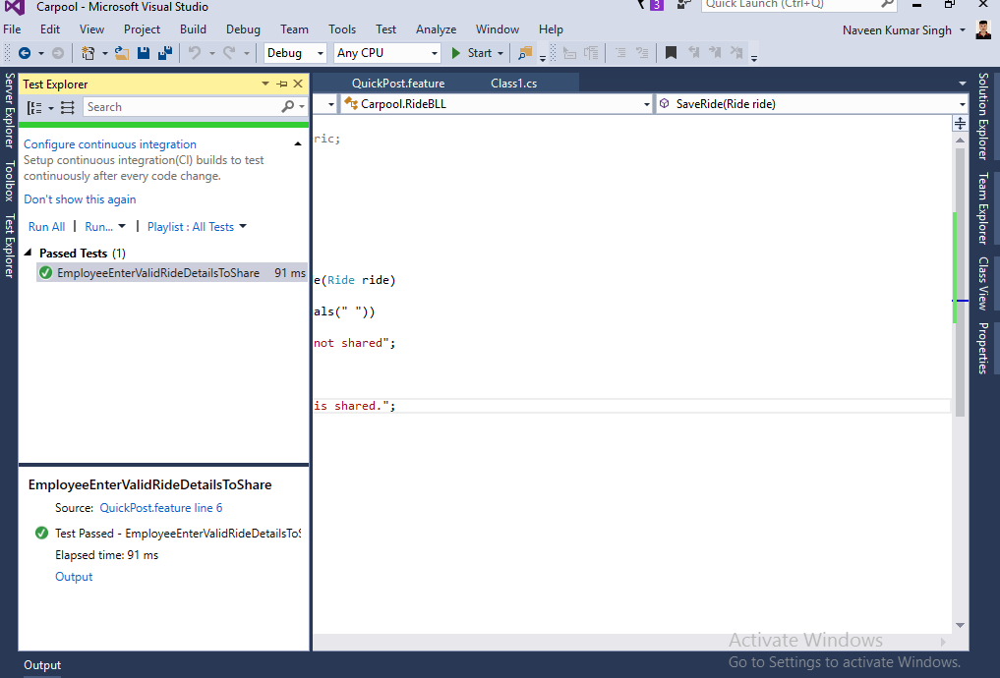 Carpool - Microsoft Visual Studio
3
Quick Launch (Ctrl+Q)
File Edit View Project Build Debug Team Tools Test Analyze Window Help
Naveen Kumar Singh
Debug Any CPU Start
Server Explorer
Toolbox
Test Explorer
Test Explorer
Search
Configure continuous integration
Setup continuous integration(CI) builds to test
continuously after every code change.
Don't show this again
Run All | Run... | Playlist : All Tests
Passed Tests (1)
EmployeeEnterValidRideDetailsToShare 91 ms
EmployeeEnterValidRideDetailsToShare
Source: QuickPost.feature line 6
Test Passed - EmployeeEnterValidRideDetailsToS
Elapsed time: 91 ms
Output
QuickPost.feature Class1.cs
Carpool.RideBLL SaveRide(Ride ride)
ric;
e(Ride ride)
als(" "))
not shared";
is shared.";
Solution Explorer
Team Explorer
Class View
Properties
Activate Windows
Go to Settings to activate Windows.
Output